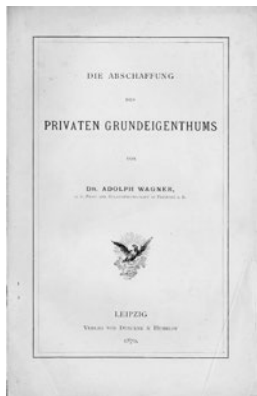 DIE ABSCHAFFUNG
DES
PRIVATEN GRUNDEIGENTHUMS
VON
DR. ADOLPH WAGNER,
LEIPZIG
VERLAG VON DUNCKER & HUMBLOT
1870.